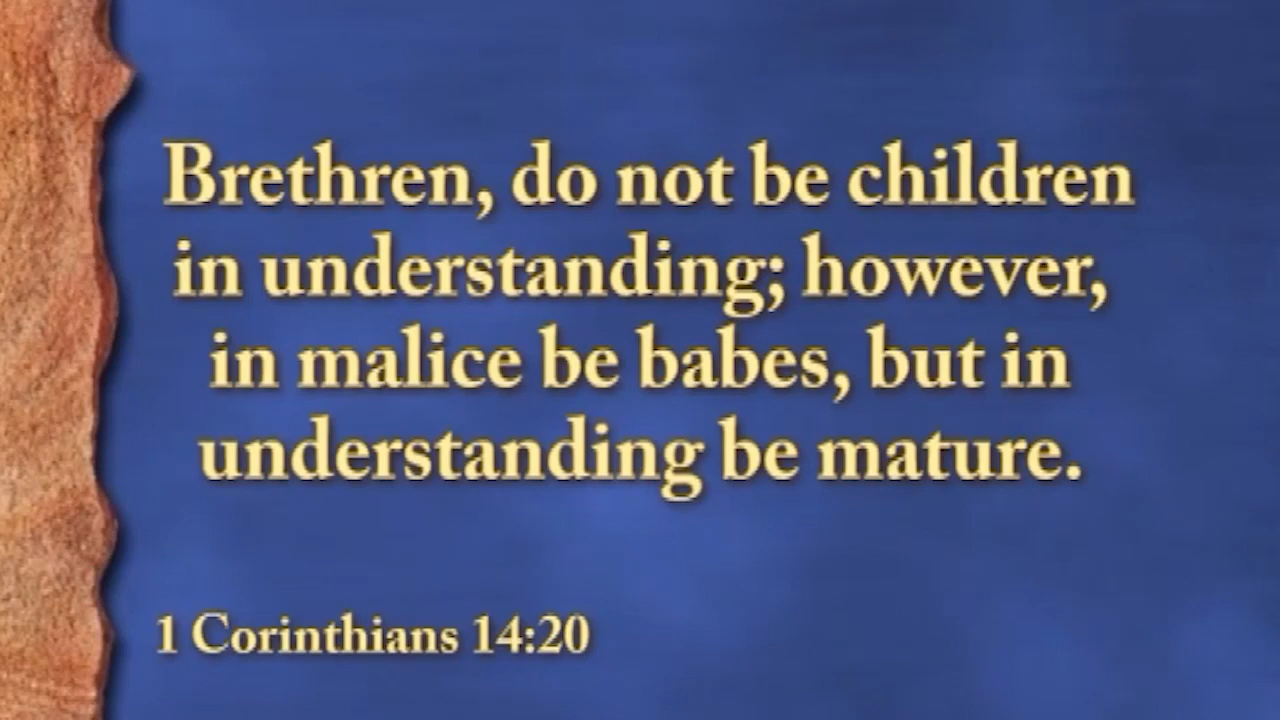 Brethren, do not be children
in understanding; however,
in malice be babes, but in
understanding be mature.
1 Corinthians 14:20